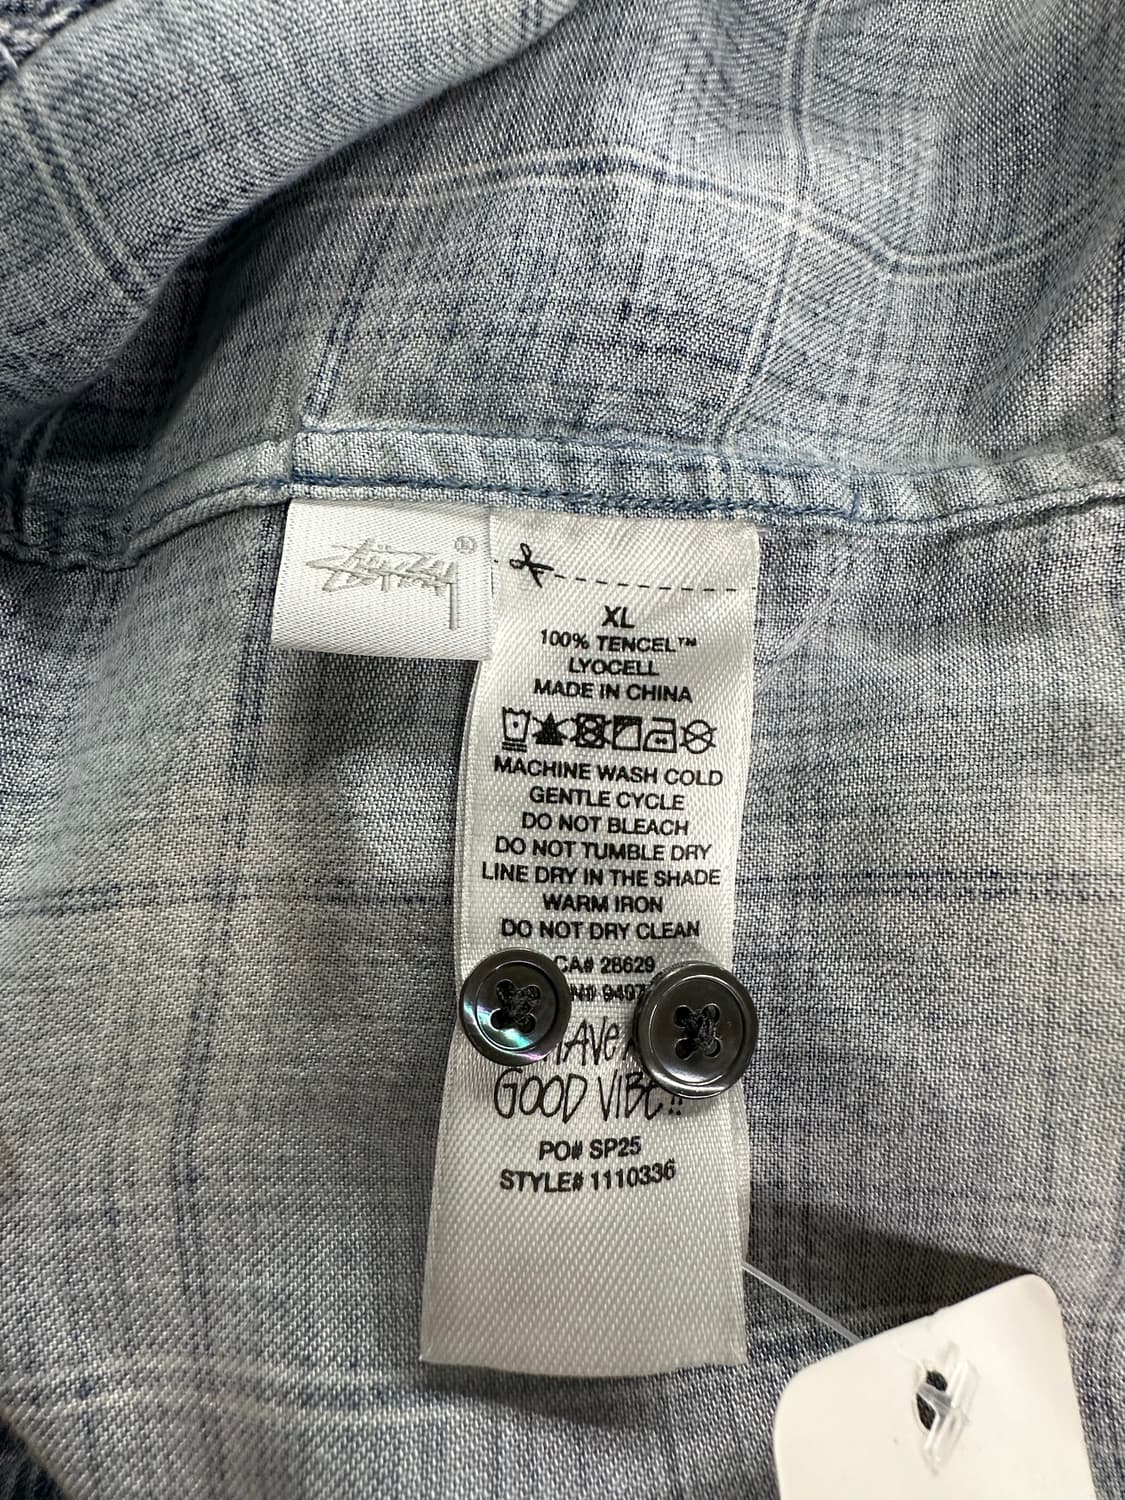 Stüssy ®
XL
100% TENCEL™
LYOCELL
MADE IN CHINA
MACHINE WASH COLD
GENTLE CYCLE
DO NOT BLEACH
DO NOT TUMBLE DRY
LINE DRY IN THE SHADE
WARM IRON
DO NOT DRY CLEAN
CA# 28629
GOOD VIBE!!
PO# SP25
STYLE# 1110336